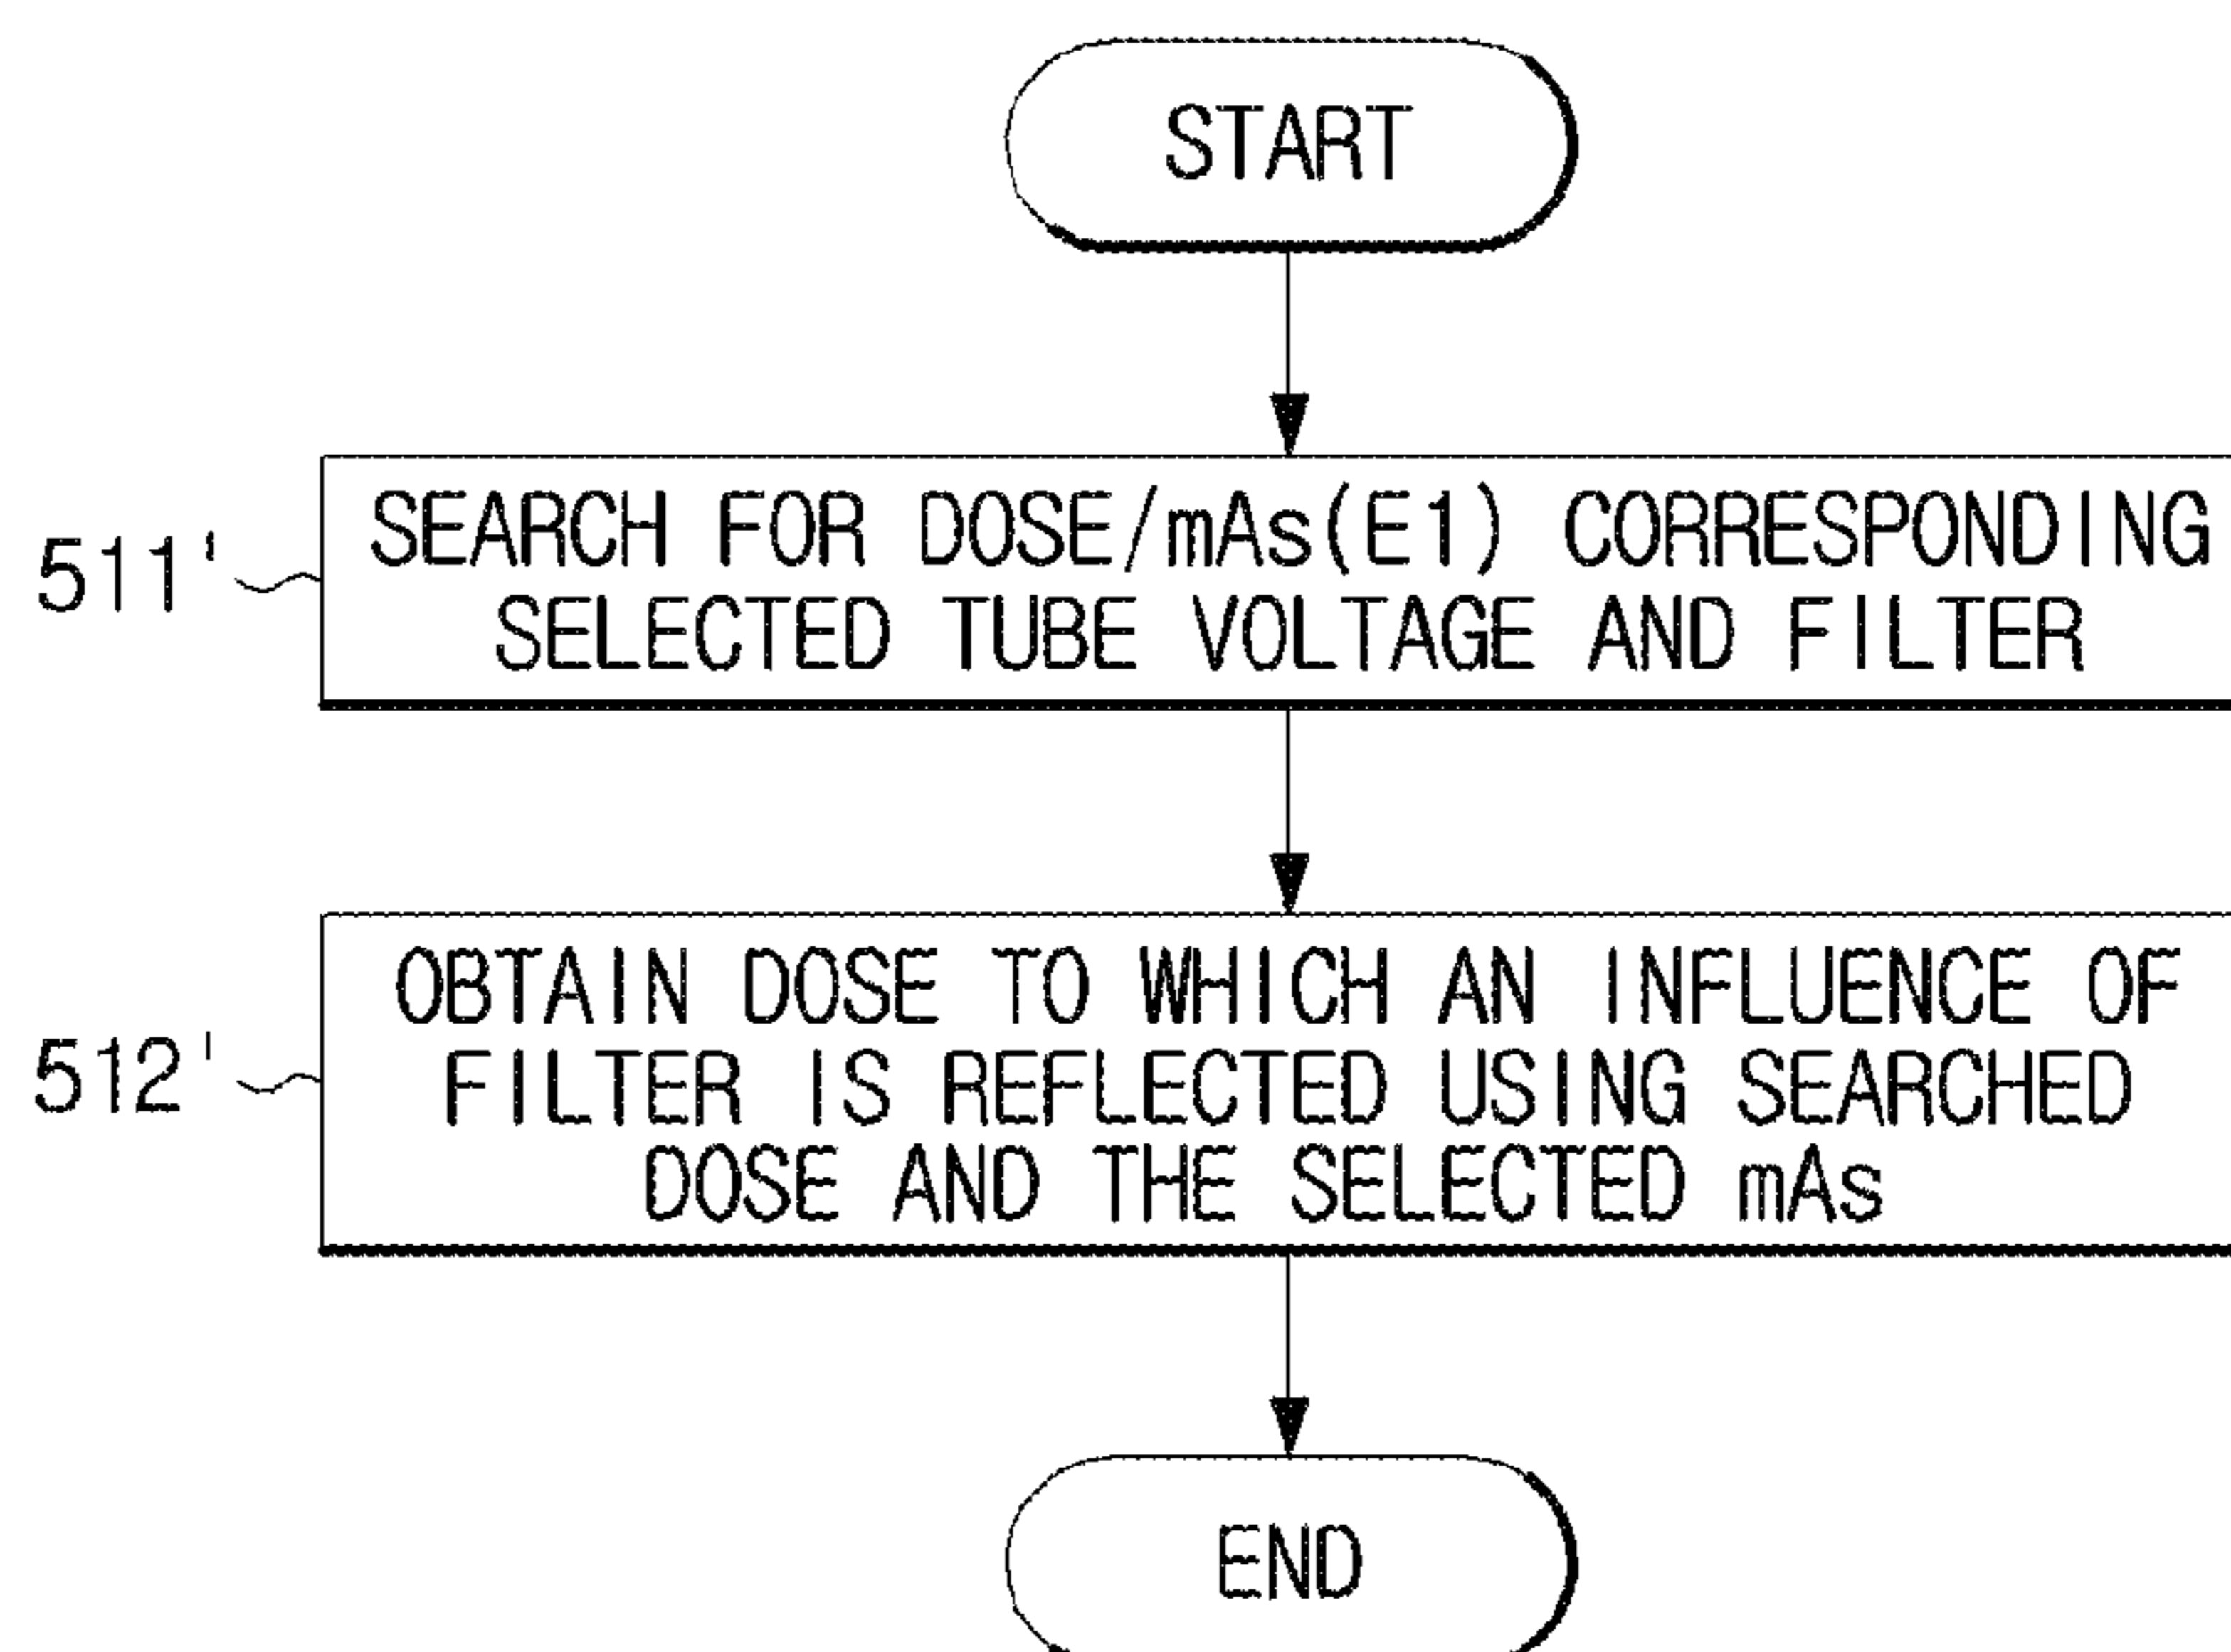 START
511' SEARCH FOR DOSE/mAs(E1) CORRESPONDING
SELECTED TUBE VOLTAGE AND FILTER
512' OBTAIN DOSE TO WHICH AN INFLUENCE OF
FILTER IS REFLECTED USING SEARCHED
DOSE AND THE SELECTED mAs
END